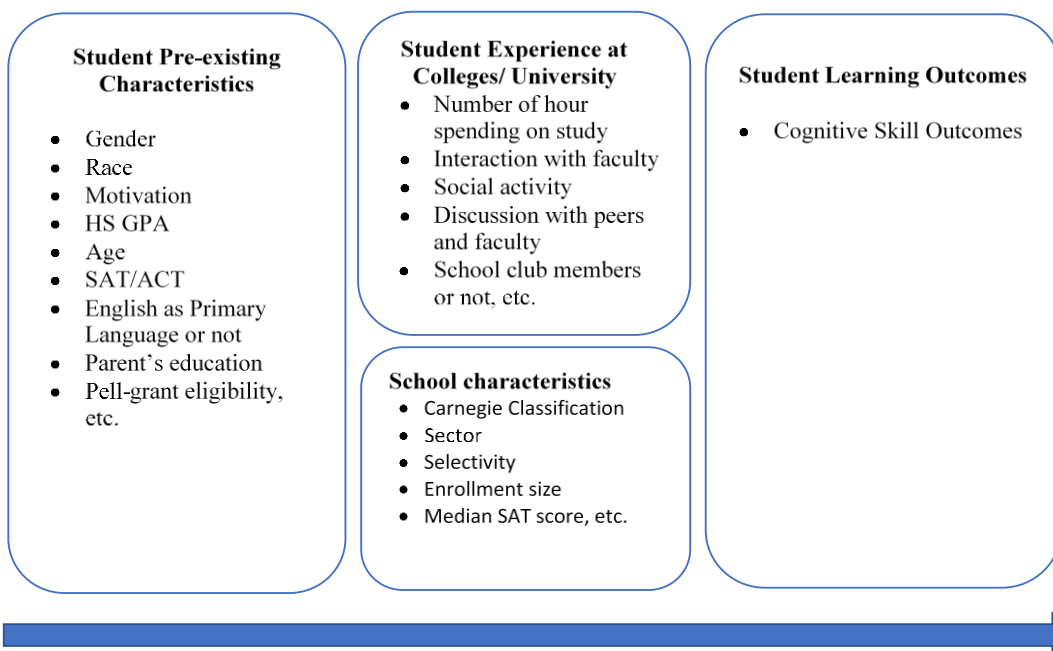 Student Pre-existing
Characteristics
• Gender
• Race
• Motivation
• HS GPA
• Age
• SAT/ACT
• English as Primary
Language or not
• Parent’s education
• Pell-grant eligibility,
etc.
Student Experience at
Colleges/ University
• Number of hour
spending on study
• Interaction with faculty
• Social activity
• Discussion with peers
and faculty
• School club members
or not, etc.
School characteristics
• Carnegie Classification
• Sector
• Selectivity
• Enrollment size
• Median SAT score, etc.
Student Learning Outcomes
• Cognitive Skill Outcomes